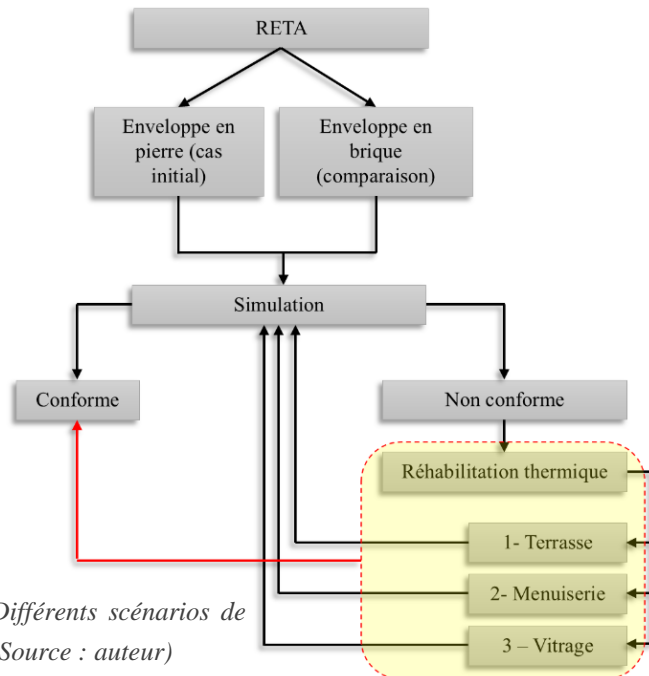 RETA
Enveloppe en
pierre (cas
initial)
Enveloppe en
brique
(comparaison)
Simulation
Conforme
Non conforme
Réhabilitation thermique
1- Terrasse
2- Menuiserie
3 – Vitrage
Différents scénarios de
Source : auteur)